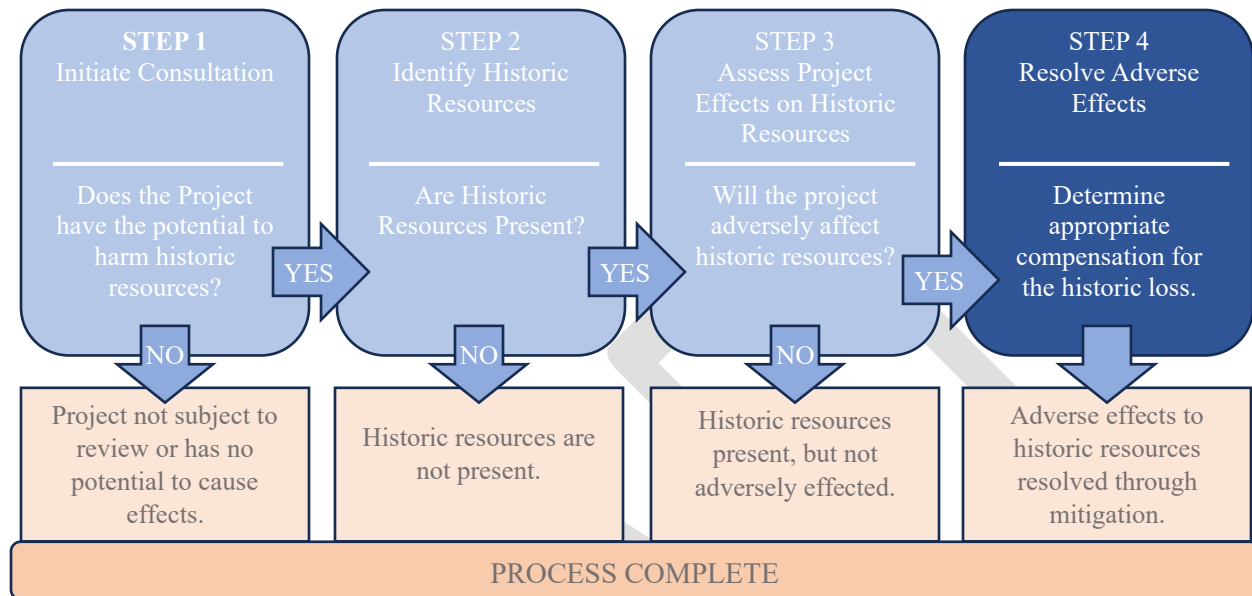 STEP 1
Initiate Consultation
Does the Project
have the potential to
harm historic
resources?
YES
NO
STEP 2
Identify Historic
Resources
Are Historic
Resources Present?
YES
NO
STEP 3
Assess Project
Effects on Historic
Resources
Will the project
adversely affect
historic resources?
YES
NO
STEP 4
Resolve Adverse
Effects
Determine
appropriate
compensation for
the historic loss.
Project not subject to
review or has no
potential to cause
effects.
Historic resources are
not present.
Historic resources
present, but not
adversely effected.
Adverse effects to
historic resources
resolved through
mitigation.
PROCESS COMPLETE